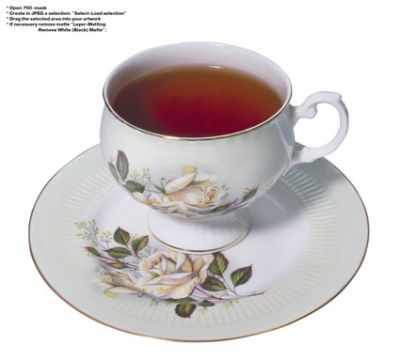 * Open PSD-mask
* Create in JPEG a selection: "Select-Load selection"
* Drag the selected area into your artwork
* If necessary remove matte "Layer-Matting
-Remove White (Black) Matte".